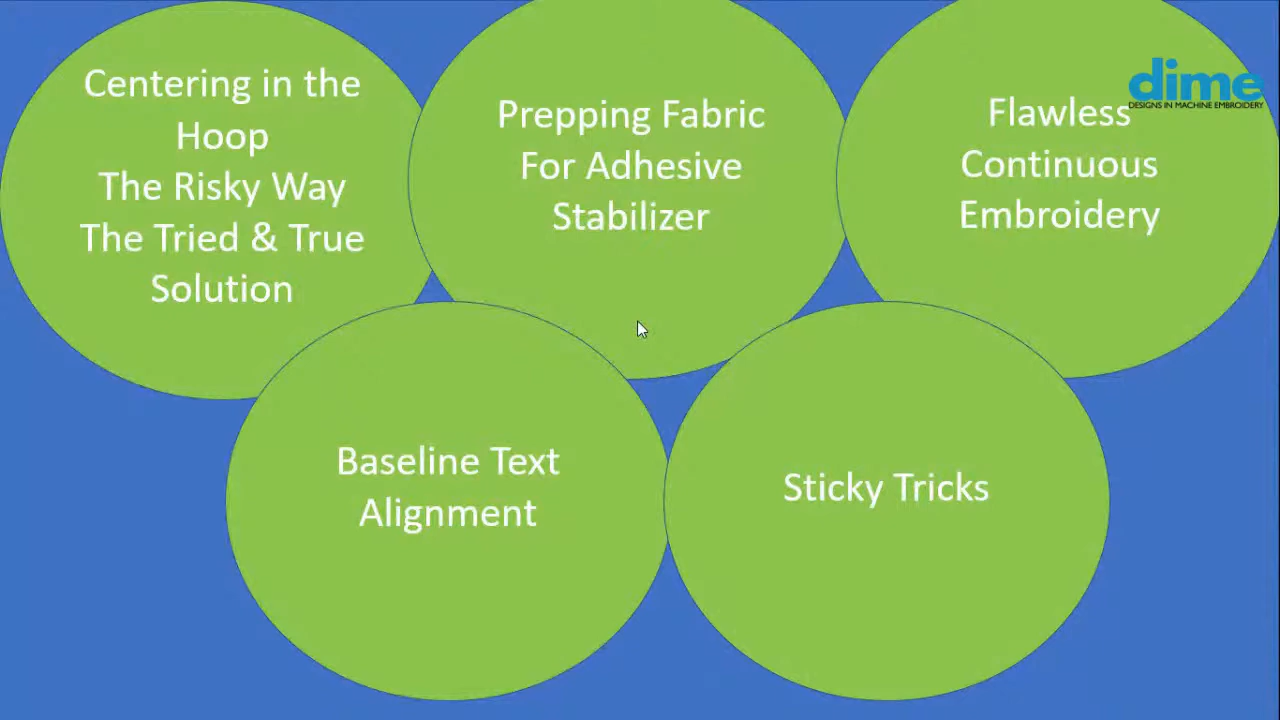 Centering in the
Hoop
The Risky Way
The Tried & True
Solution
Prepping Fabric
For Adhesive
Stabilizer
dime
DESIGNS IN MACHINE EMBROIDERY
Flawless
Continuous
Embroidery
Baseline Text
Alignment
Sticky Tricks